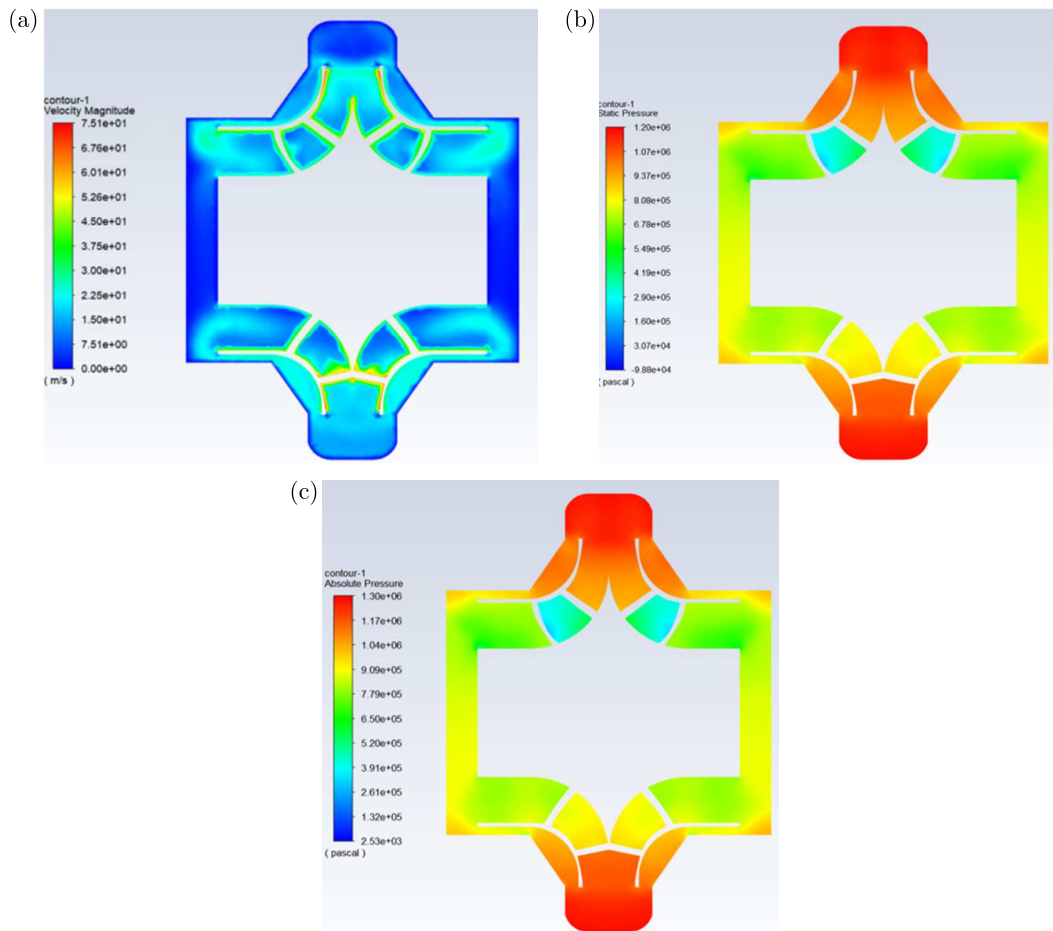 (a)
contour-1
Velocity Magnitude
7.51e+01
6.76e+01
6.01e+01
5.26e+01
4.50e+01
3.75e+01
3.00e+01
2.25e+01
1.50e+01
7.51e+00
0.00e+00
( m/s )
(b)
contour-1
Static Pressure
1.20e+06
1.07e+06
9.37e+05
8.08e+05
6.78e+05
5.49e+05
4.19e+05
2.90e+05
1.60e+05
3.07e+04
-9.88e+04
( pascal )
(c)
contour-1
Absolute Pressure
1.30e+06
1.17e+06
1.04e+06
9.09e+05
7.79e+05
6.50e+05
5.20e+05
3.91e+05
2.61e+05
1.32e+05
2.53e+03
( pascal )